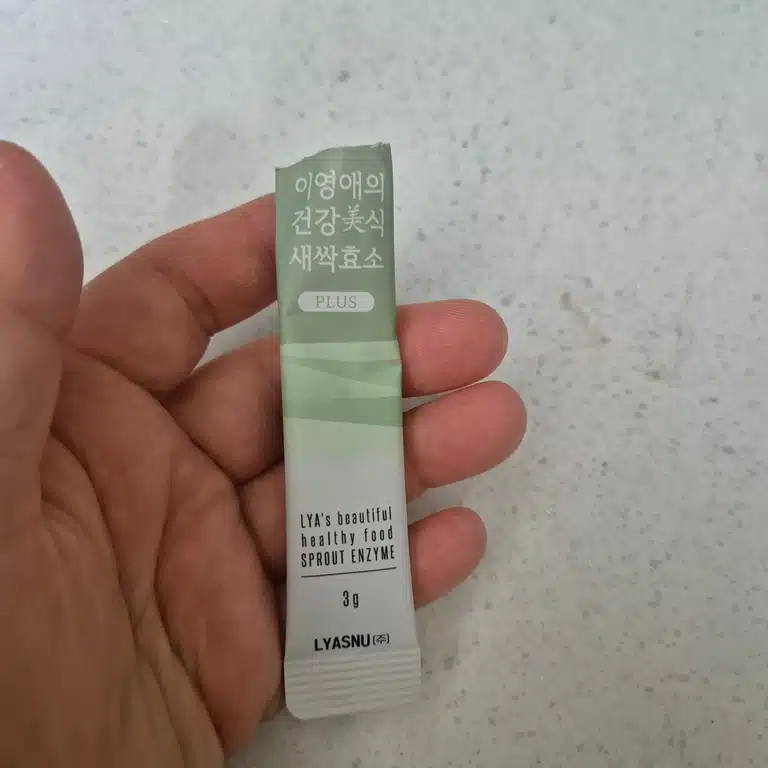 이영애의
건강美식
새싹효소
PLUS
LYA's beautiful
healthy food
SPROUT ENZYME
3g
LYASNU(주)